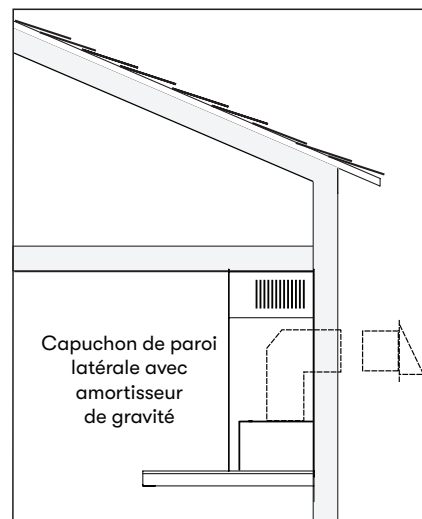 Capuchon de paroi
latérale avec
amortisseur
de gravité